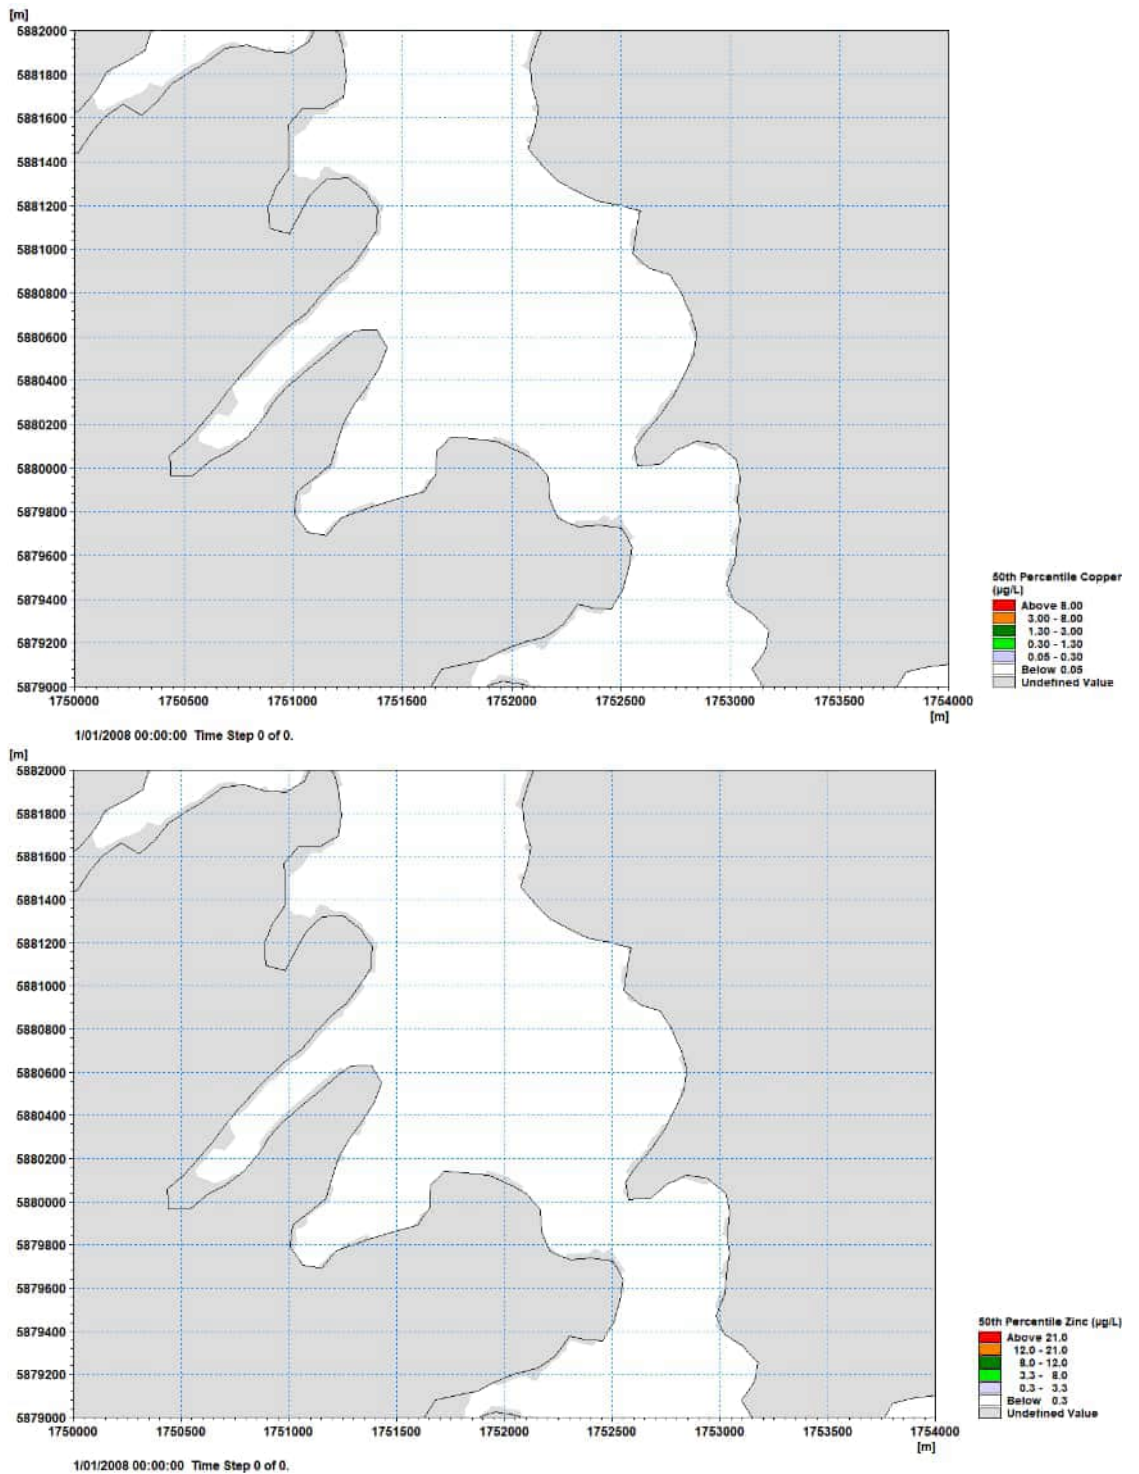 [m]
5882000
5881800
5881600
5881400
5881200
5881000
5880800
5880600
5880400
5880200
5880000
5879800
5879600
5879400
5879200
5879000
1750000 1750500 1751000 1751500 1752000 1752500 1753000 1753500 1754000
[m]
1/01/2008 00:00:00 Time Step 0 of 0.
50th Percentile Copper
(µg/L)
Above 8.00
3.00 - 8.00
1.30 - 3.00
0.30 - 1.30
0.05 - 0.30
Below 0.05
Undefined Value
[m]
5882000
5881800
5881600
5881400
5881200
5881000
5880800
5880600
5880400
5880200
5880000
5879800
5879600
5879400
5879200
5879000
1750000 1750500 1751000 1751500 1752000 1752500 1753000 1753500 1754000
[m]
1/01/2008 00:00:00 Time Step 0 of 0.
50th Percentile Zinc (µg/L)
Above 21.0
12.0 - 21.0
8.0 - 12.0
3.3 - 8.0
0.3 - 3.3
Below 0.3
Undefined Value